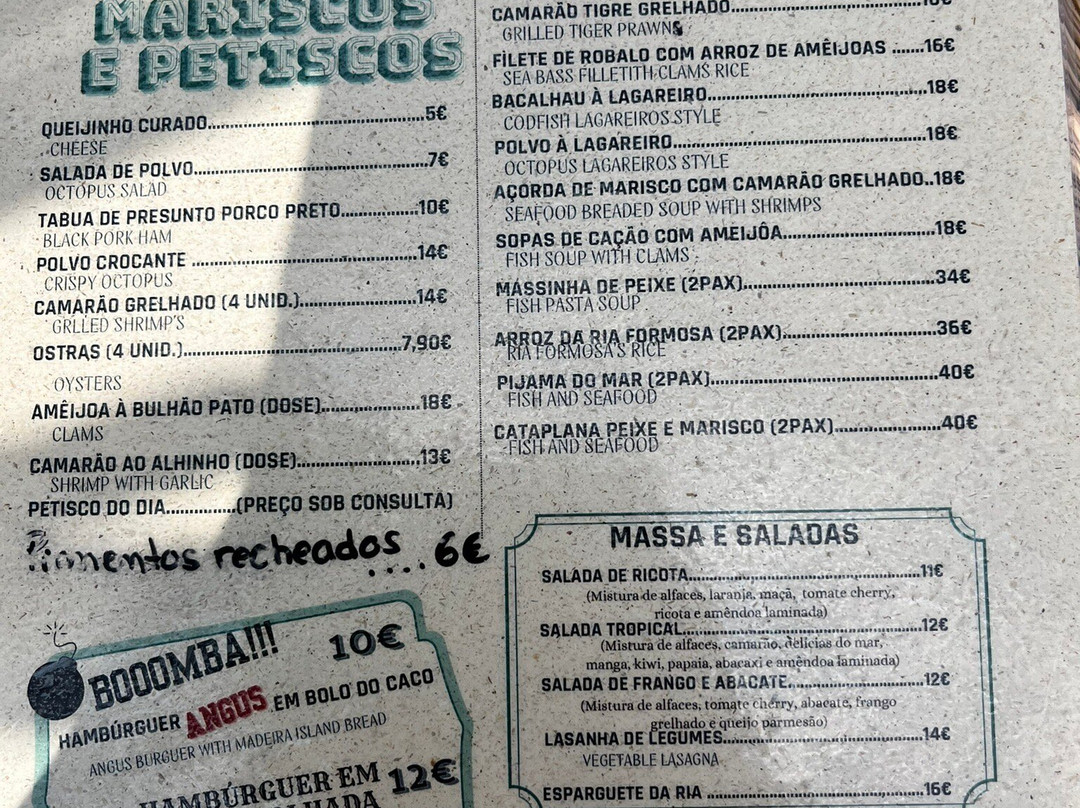 MARISCOS
E PETISCOS
QUEIJINHO CURADO..........5€
CHEESE
SALADA DE POLVO..........7€
OCTOPUS SALAD
TABUA DE PRESUNTO PORCO PRETO..........10€
BLACK PORK HAM
POLVO CROCANTE ..........14€
CRISPY OCTOPUS
CAMARÃO GRELHADO (4 UNID.)..........14€
GRLLED SHRIMP'S
OSTRAS (4 UNID.)..........7,90€
OYSTERS
AMÊIJOA À BULHÃO PATO (DOSE)..........18€
CLAMS
CAMARÃO AO ALHINHO (DOSE)..........13€
SHRIMP WITH GARLIC
PETISCO DO DIA..........(PREÇO SOB CONSULTA)
Pimentos recheados ....6€
BOOOMBA!!! 10€
HAMBÚRGUER ANGUS EM BOLO DO CACO
ANGUS BURGUER WITH MADEIRA ISLAND BREAD
HAMBÚRGUER EM 12€
CAMARÃO TIGRE GRELHADO..........
GRILLED TIGER PRAWNS
FILETE DE ROBALO COM ARROZ DE AMÊIJOAS .......16€
SEA BASS FILLETITH CLAMS RICE
BACALHAU À LAGAREIRO..........18€
CODFISH LAGAREIROS STYLE
POLVO À LAGAREIRO..........18€
OCTOPUS LAGAREIROS STYLE
AÇORDA DE MARISCO COM CAMARÃO GRELHADO..18€
SEAFOOD BREADED SOUP WITH SHRIMPS
SOPAS DE CAÇÃO COM AMEIJÔA..........18€
FISH SOUP WITH CLAMS
MASSINHA DE PEIXE (2PAX)..........34€
FISH PASTA SOUP
ARROZ DA RIA FORMOSA (2PAX)..........36€
RIA FORMOSA'S RICE
PIJAMA DO MAR (2PAX)..........40€
FISH AND SEAFOOD
CATAPLANA PEIXE E MARISCO (2PAX)..........40€
FISH AND SEAFOOD
MASSA E SALADAS
SALADA DE RICOTA..........11€
(Mistura de alfaces, laranja, maçã, tomate cherry,
ricota e amêndoa laminada)
SALADA TROPICAL..........12€
(Mistura de alfaces, camarão, delicias do mar,
manga, kiwi, papaia, abacaxi e amêndoa laminada)
SALADA DE FRANGO E ABACATE..........12€
(Mistura de alfaces, tomate cherry, abacate, frango
grelhado e queijo parmesão)
LASANHA DE LEGUMES..........14€
VEGETABLE LASAGNA
ESPARGUETE DA RIA ..........16€